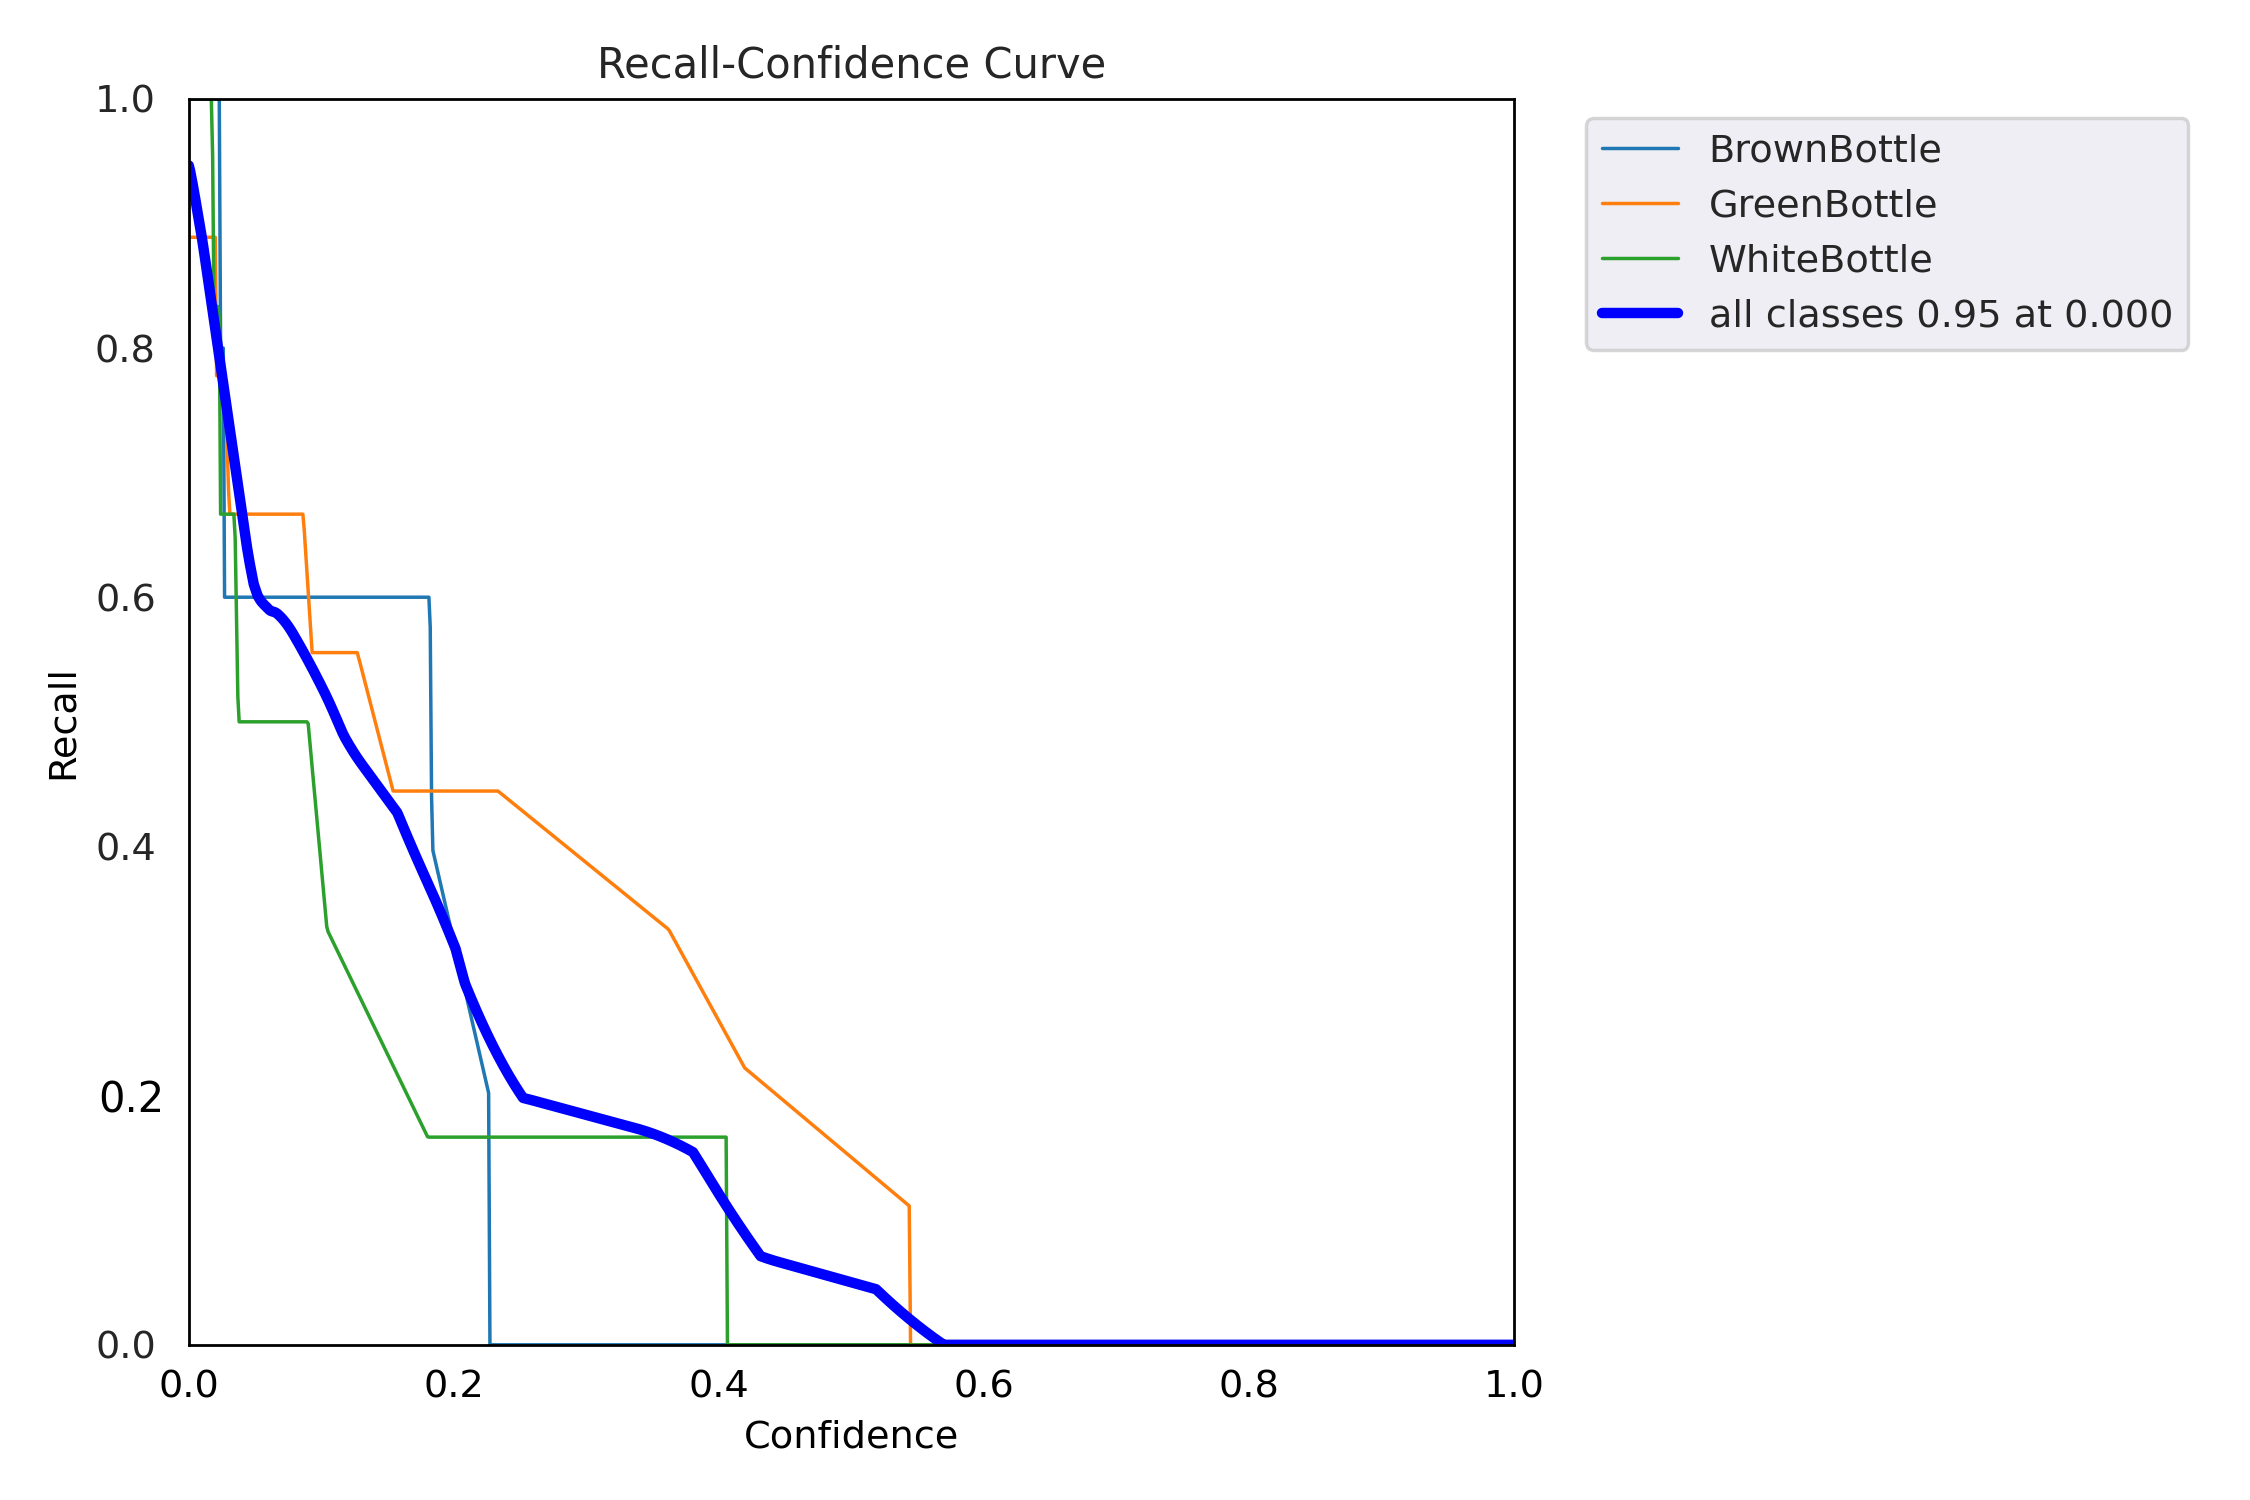 Recall-Confidence Curve
1.0
0.8
0.6
0.4
0.2
0.0
Recall
0.0 0.2 0.4 0.6 0.8 1.0
Confidence
BrownBottle
GreenBottle
WhiteBottle
all classes 0.95 at 0.000